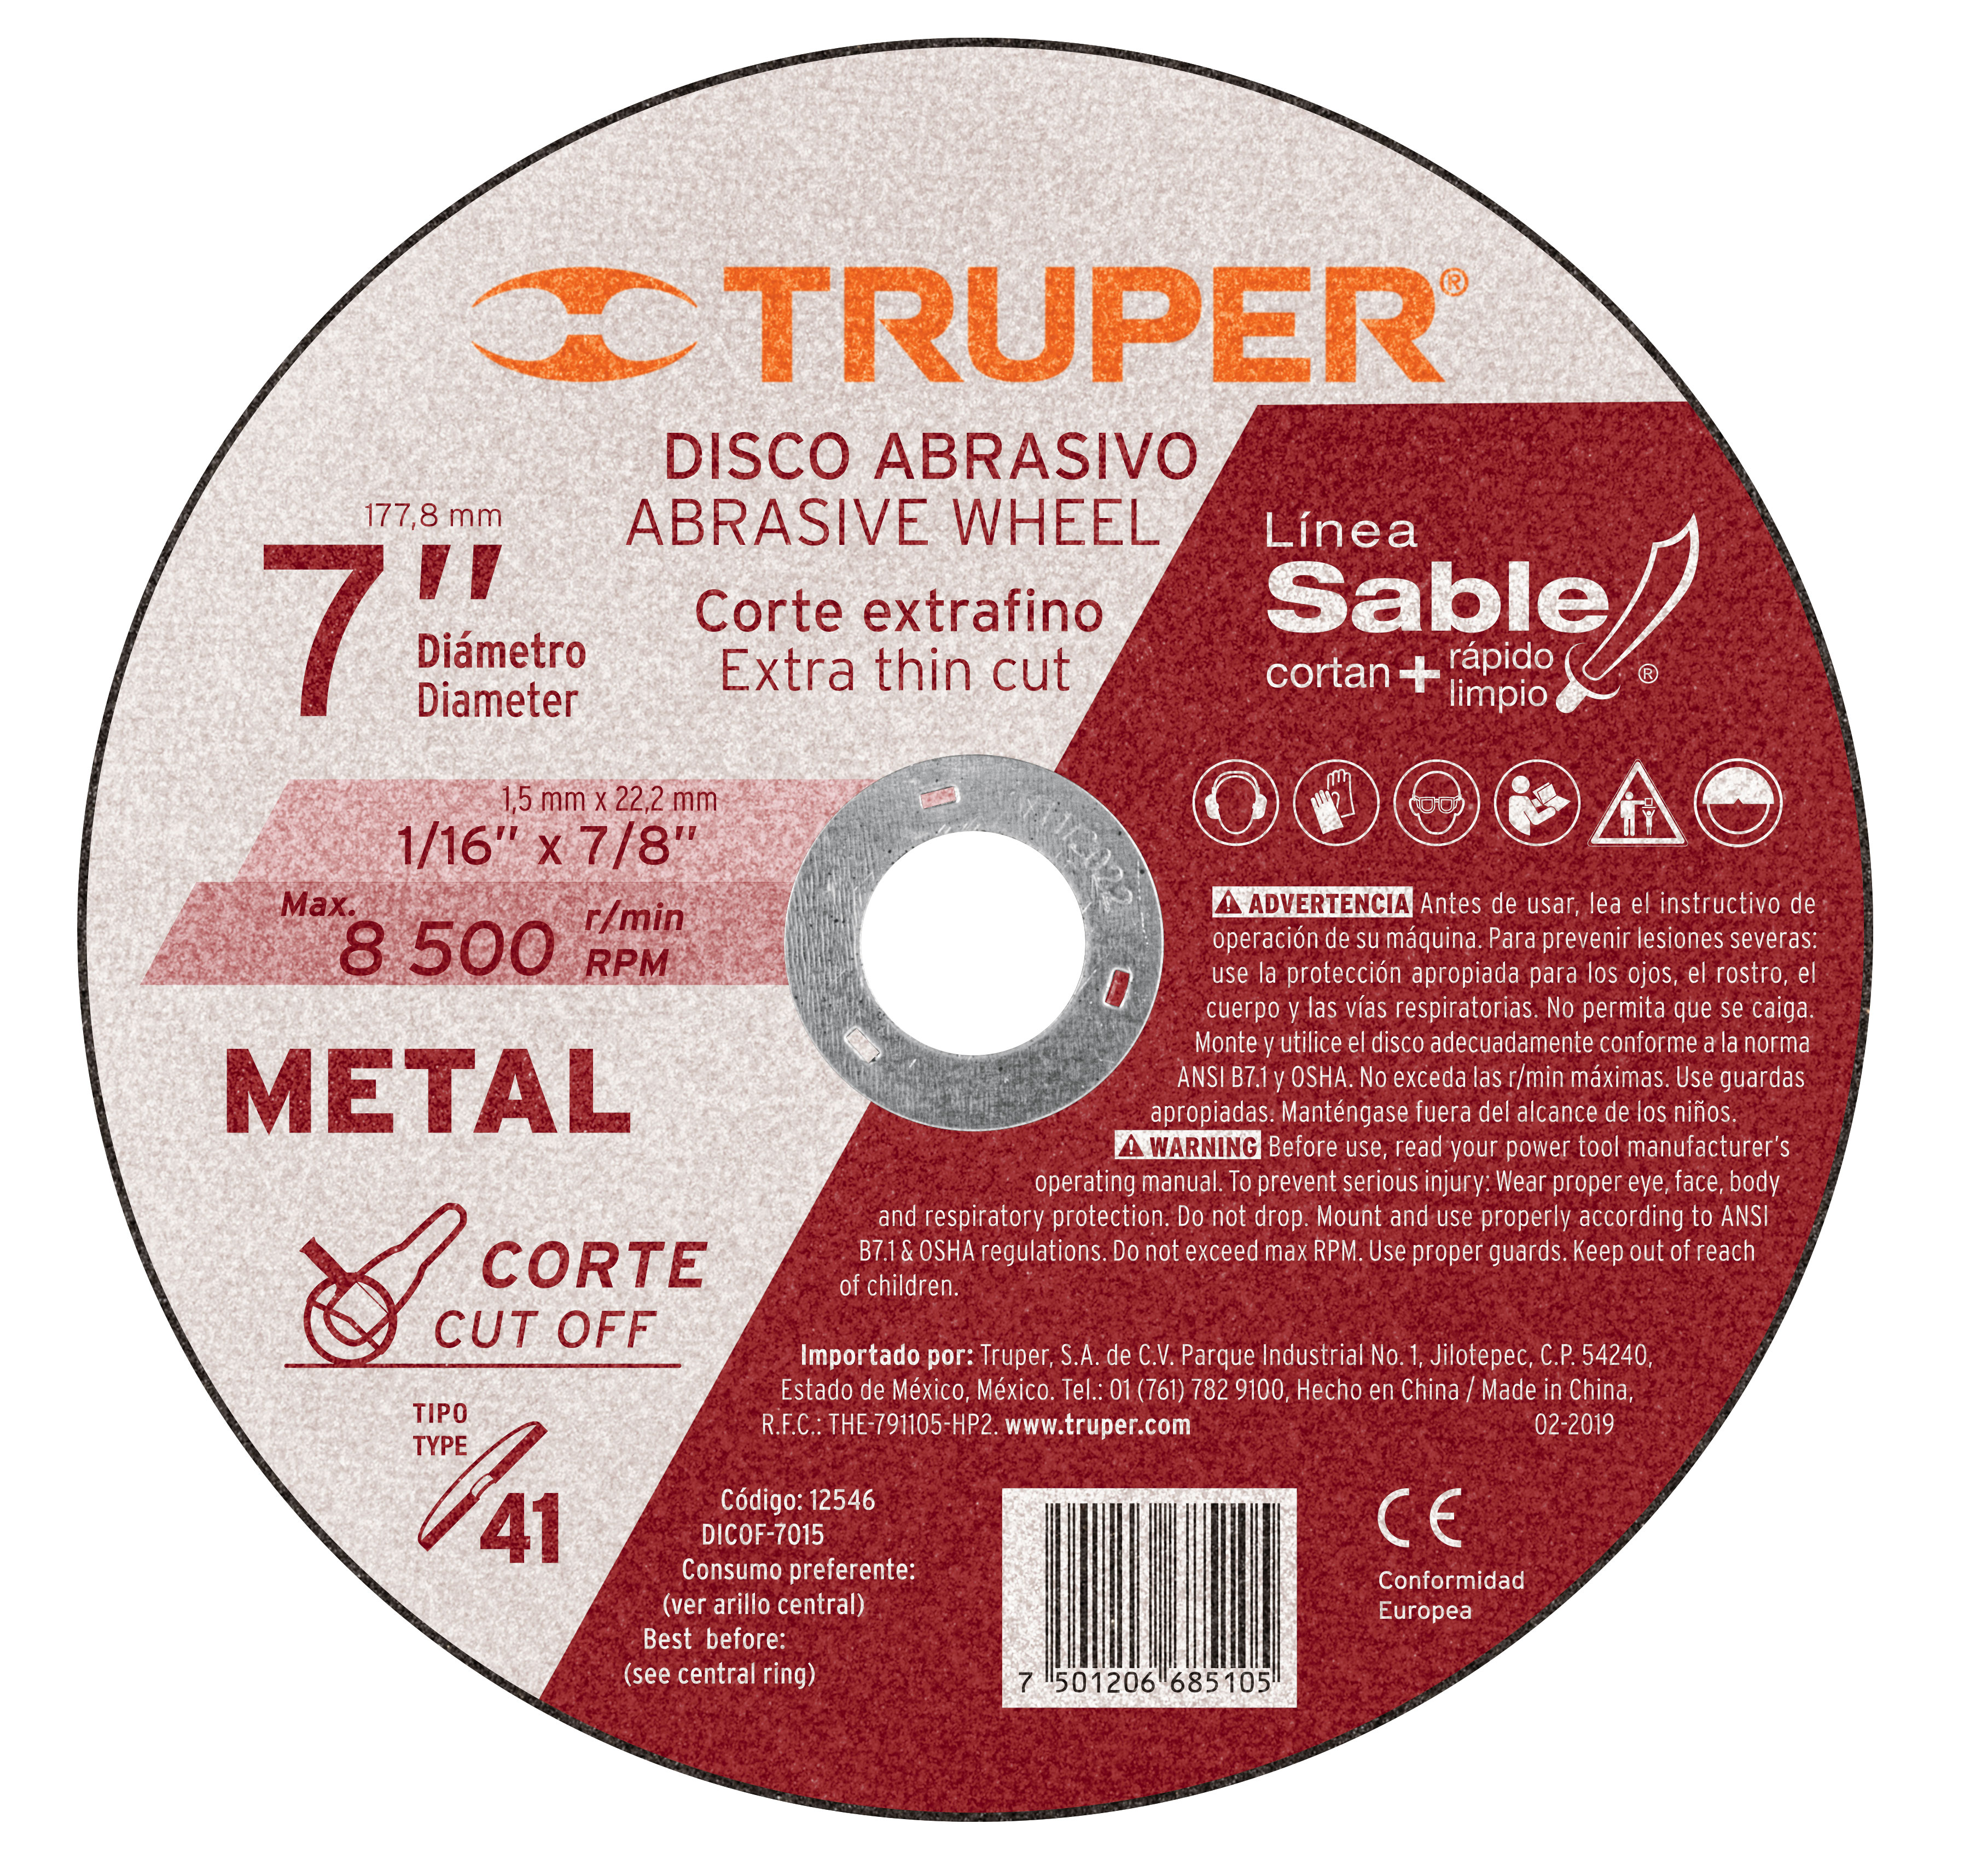 TRUPER®
DISCO ABRASIVO
ABRASIVE WHEEL
177,8 mm
7"
Diámetro
Diameter
Corte extrafino
Extra thin cut
Línea
Sable
cortan + rápido
limpio ®
1,5 mm x 22,2 mm
1/16" x 7/8"
Max.
8 500 r/min
RPM
METAL
CORTE
CUT OFF
TIPO
TYPE
41
ADVERTENCIA Antes de usar, lea el instructivo de
operación de su máquina. Para prevenir lesiones severas:
use la protección apropiada para los ojos, el rostro, el
cuerpo y las vías respiratorias. No permita que se caiga.
Monte y utilice el disco adecuadamente conforme a la norma
ANSI B7.1 y OSHA. No exceda las r/min máximas. Use guardas
apropiadas. Manténgase fuera del alcance de los niños.
WARNING Before use, read your power tool manufacturer's
operating manual. To prevent serious injury: Wear proper eye, face, body
and respiratory protection. Do not drop. Mount and use properly according to ANSI
B7.1 & OSHA regulations. Do not exceed max RPM. Use proper guards. Keep out of reach
of children.
Importado por: Truper, S.A. de C.V. Parque Industrial No. 1, Jilotepec, C.P. 54240,
Estado de México, México. Tel.: 01 (761) 782 9100, Hecho en China / Made in China,
R.F.C.: THE-791105-HP2. www.truper.com 02-2019
Código: 12546
DICOF-7015
Consumo preferente:
(ver arillo central)
Best before:
(see central ring)
7 501206 685105
CE
Conformidad
Europea